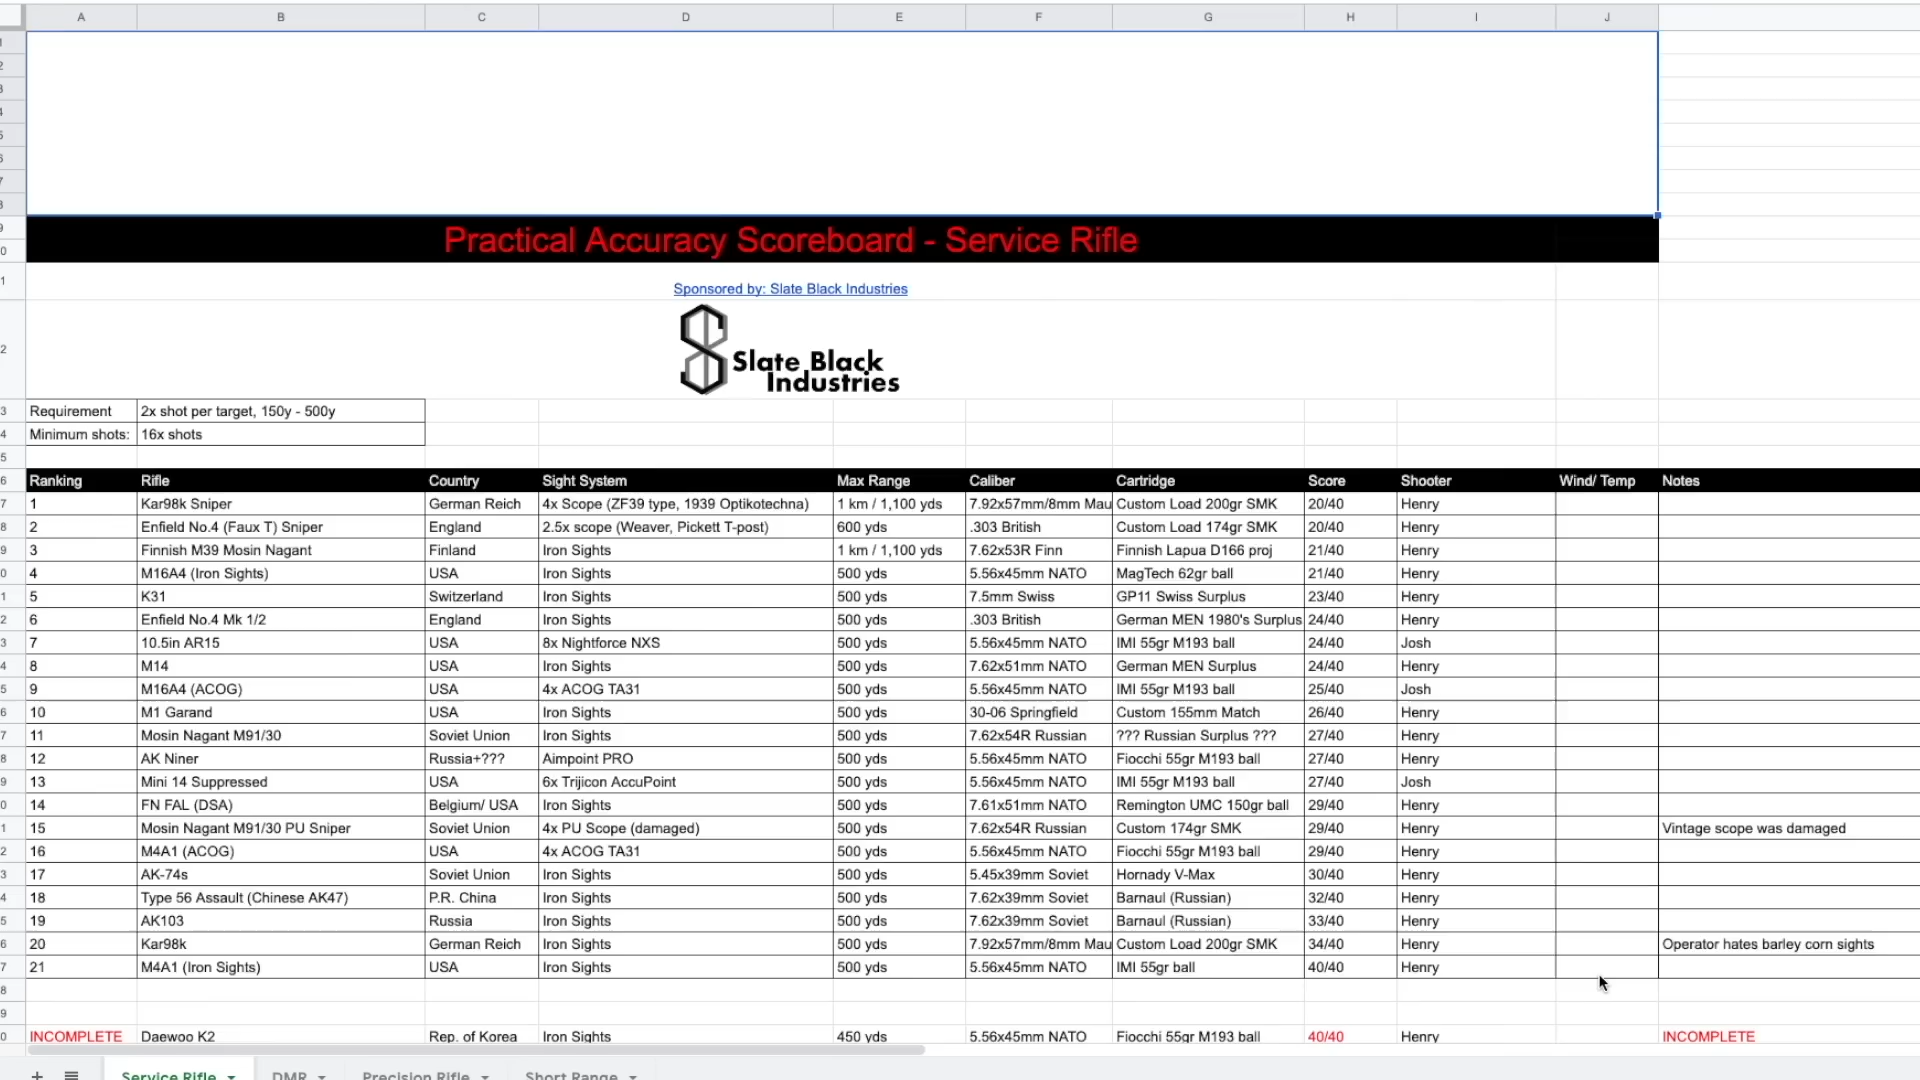 A B C D E F G H I J
Practical Accuracy Scoreboard - Service Rifle
Sponsored by: Slate Black Industries
Slate Black
Industries
Requirement 2x shot per target, 150y - 500y
Minimum shots: 16x shots
Ranking Rifle Country Sight System Max Range Caliber Cartridge Score Shooter Wind/ Temp Notes
1 Kar98k Sniper German Reich 4x Scope (ZF39 type, 1939 Optikotechna) 1 km / 1,100 yds 7.92x57mm/8mm Mau Custom Load 200gr SMK 20/40 Henry
2 Enfield No.4 (Faux T) Sniper England 2.5x scope (Weaver, Pickett T-post) 600 yds .303 British Custom Load 174gr SMK 20/40 Henry
3 Finnish M39 Mosin Nagant Finland Iron Sights 1 km / 1,100 yds 7.62x53R Finn Finnish Lapua D166 proj 21/40 Henry
4 M16A4 (Iron Sights) USA Iron Sights 500 yds 5.56x45mm NATO MagTech 62gr ball 21/40 Henry
5 K31 Switzerland Iron Sights 500 yds 7.5mm Swiss GP11 Swiss Surplus 23/40 Henry
6 Enfield No.4 Mk 1/2 England Iron Sights 500 yds .303 British German MEN 1980's Surplus 24/40 Henry
7 10.5in AR15 USA 8x Nightforce NXS 500 yds 5.56x45mm NATO IMI 55gr M193 ball 24/40 Josh
8 M14 USA Iron Sights 500 yds 7.62x51mm NATO German MEN Surplus 24/40 Henry
9 M16A4 (ACOG) USA 4x ACOG TA31 500 yds 5.56x45mm NATO IMI 55gr M193 ball 25/40 Josh
10 M1 Garand USA Iron Sights 500 yds 30-06 Springfield Custom 155mm Match 26/40 Henry
11 Mosin Nagant M91/30 Soviet Union Iron Sights 500 yds 7.62x54R Russian ??? Russian Surplus ??? 27/40 Henry
12 AK Niner Russia+??? Aimpoint PRO 500 yds 5.56x45mm NATO Fiocchi 55gr M193 ball 27/40 Henry
13 Mini 14 Suppressed USA 6x Trijicon AccuPoint 500 yds 5.56x45mm NATO IMI 55gr M193 ball 27/40 Josh
14 FN FAL (DSA) Belgium/ USA Iron Sights 500 yds 7.61x51mm NATO Remington UMC 150gr ball 29/40 Henry
15 Mosin Nagant M91/30 PU Sniper Soviet Union 4x PU Scope (damaged) 500 yds 7.62x54R Russian Custom 174gr SMK 29/40 Henry Vintage scope was damaged
16 M4A1 (ACOG) USA 4x ACOG TA31 500 yds 5.56x45mm NATO Fiocchi 55gr M193 ball 29/40 Henry
17 AK-74s Soviet Union Iron Sights 500 yds 5.45x39mm Soviet Hornady V-Max 30/40 Henry
18 Type 56 Assault (Chinese AK47) P.R. China Iron Sights 500 yds 7.62x39mm Soviet Barnaul (Russian) 32/40 Henry
19 AK103 Russia Iron Sights 500 yds 7.62x39mm Soviet Barnaul (Russian) 33/40 Henry
20 Kar98k German Reich Iron Sights 500 yds 7.92x57mm/8mm Mau Custom Load 200gr SMK 34/40 Henry Operator hates barley corn sights
21 M4A1 (Iron Sights) USA Iron Sights 500 yds 5.56x45mm NATO IMI 55gr ball 40/40 Henry
INCOMPLETE Daewoo K2 Rep. of Korea Iron Sights 450 yds 5.56x45mm NATO Fiocchi 55gr M193 ball 40/40 Henry INCOMPLETE
Service Rifle DMR Precision Rifle Short Range